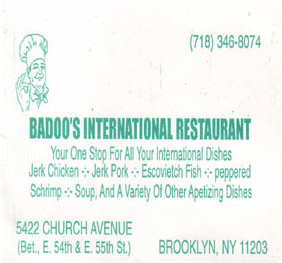 (718) 346-8074
BADOO'S INTERNATIONAL RESTAURANT
Your One Stop For All Your International Dishes
Jerk Chicken -:- Jerk Pork -:- Escovietch Fish -:- peppered
Schrimp -:- Soup, And A Variety Of Other Apetizing Dishes
5422 CHURCH AVENUE
(Bet., E. 54th & E. 55th St.)
BROOKLYN, NY 11203